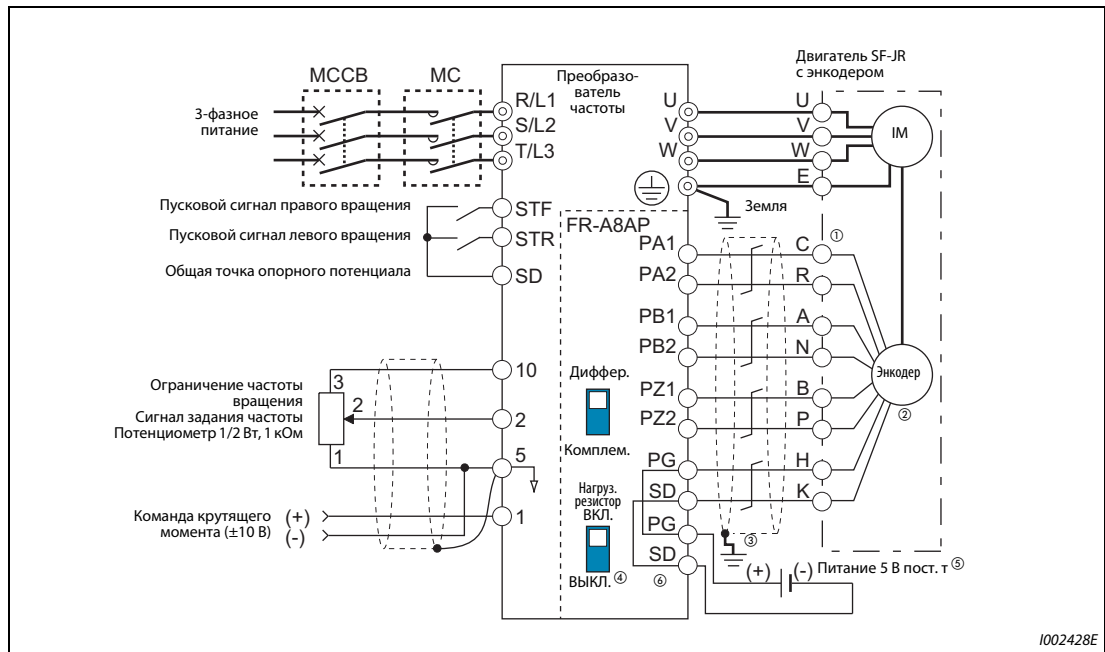 Двигатель SF-JR
с энкодером
MCCB
MC
Преобразо-
ватель
частоты
3-фазное
питание
R/L1
S/L2
T/L3
U
V
W
U
V
W
E
IM
Земля
Пусковой сигнал правого вращения
Пусковой сигнал левого вращения
Общая точка опорного потенциала
STF
STR
SD
FR-A8AP
PA1
PA2
PB1
PB2
PZ1
PZ2
PG
SD
PG
SD
C
①
R
A
N
B
P
H
K
Энкодер
②
Диффер.
Комплем.
Нагруз.
резистор
ВКЛ.
ВЫКЛ. ④
⑥
③
Ограничение частоты
вращения
Сигнал задания частоты
Потенциометр 1/2 Вт, 1 кОм
3
2
1
10
2
5
1
Команда крутящего
момента (±10 В)
(+)
(-)
(+)
(-)
Питание 5 В пост. т ⑤
I002428E